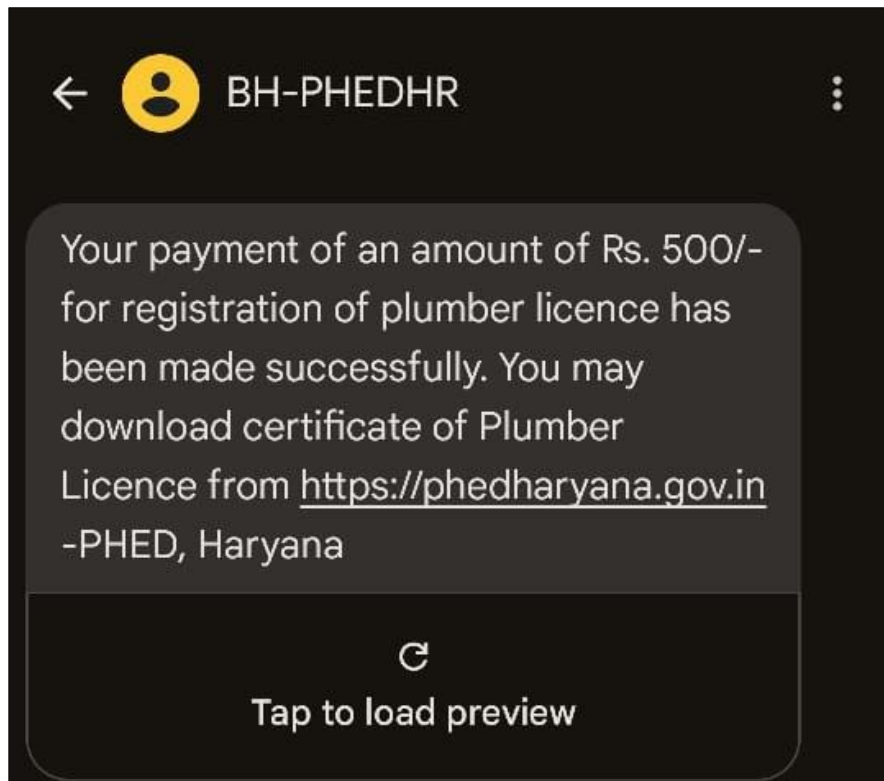 BH-PHEDHR
Your payment of an amount of Rs. 500/-
for registration of plumber licence has
been made successfully. You may
download certificate of Plumber
Licence from https://phedharyana.gov.in
-PHED, Haryana
Tap to load preview